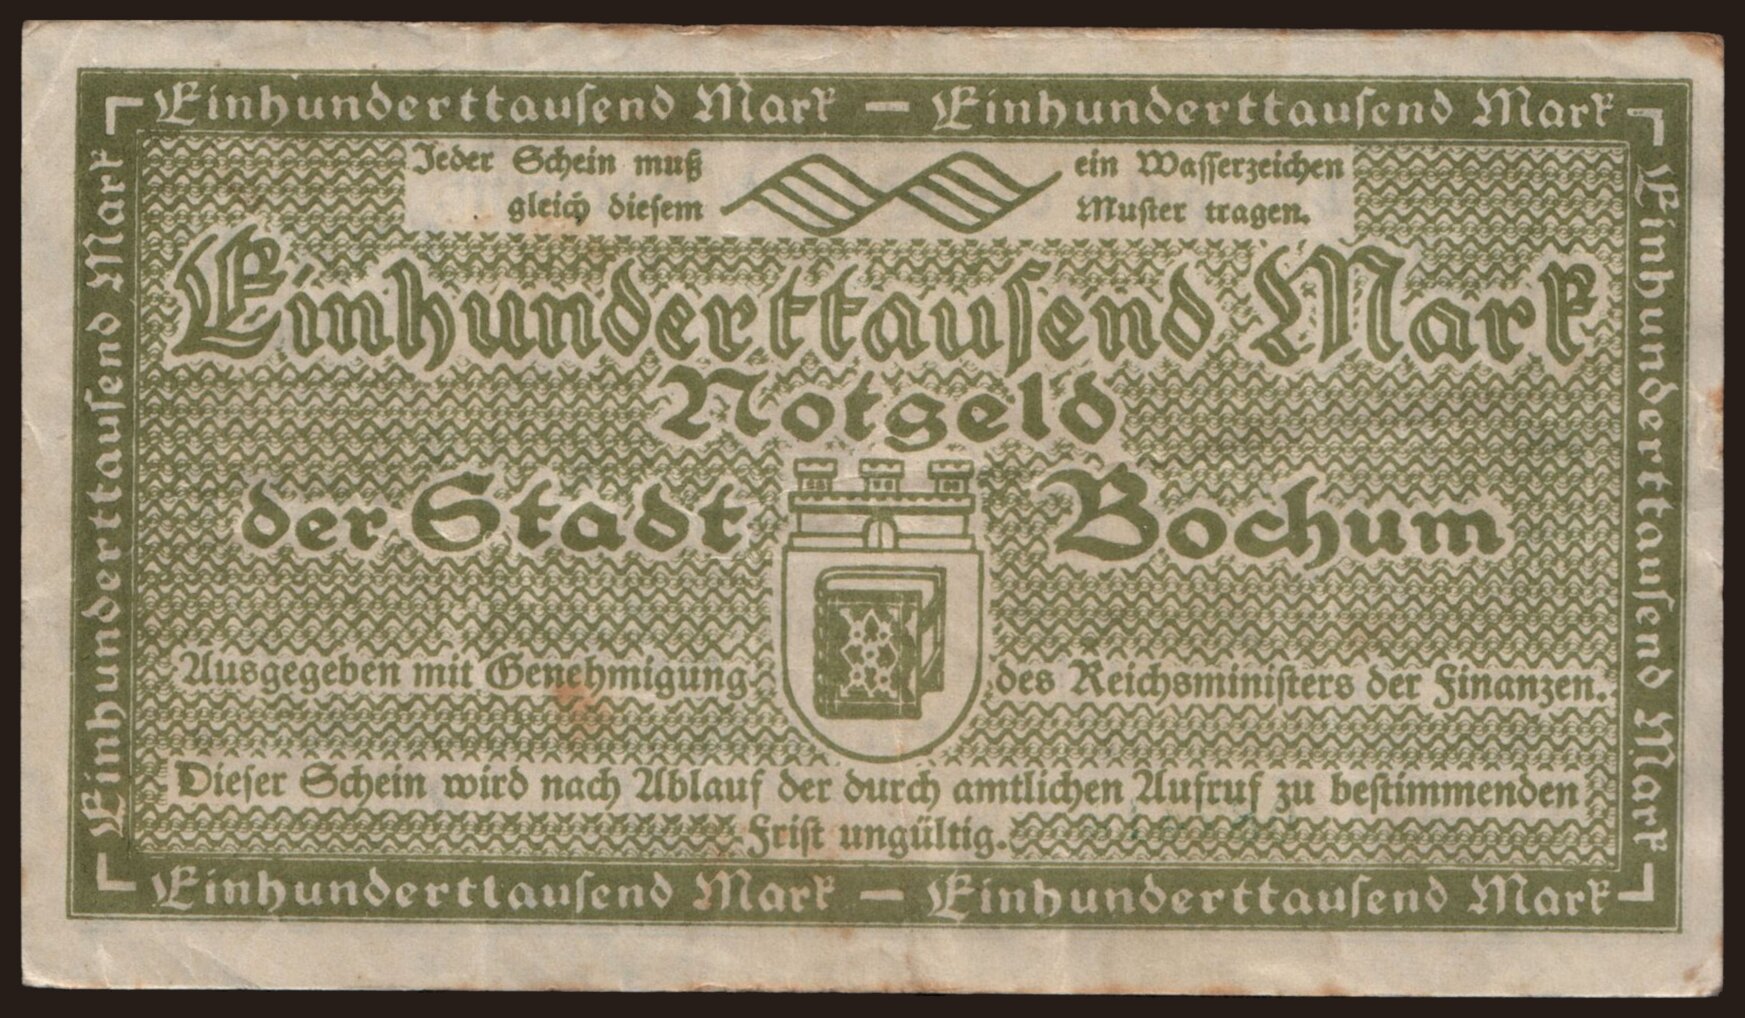 Einhunderttausend Mark — Einhunderttausend Mark
Jeder Schein muß ein Wasserzeichen
gleich diesem Muster tragen.
Einhunderttausend Mark
Notgeld
der Stadt Bochum
Ausgegeben mit Genehmigung des Reichsministers der Finanzen.
Dieser Schein wird nach Ablauf der durch amtlichen Aufruf zu bestimmenden
Frist ungültig.
Einhunderttausend Mark — Einhunderttausend Mark
Einhunderttausend Mark
Einhunderttausend Mark